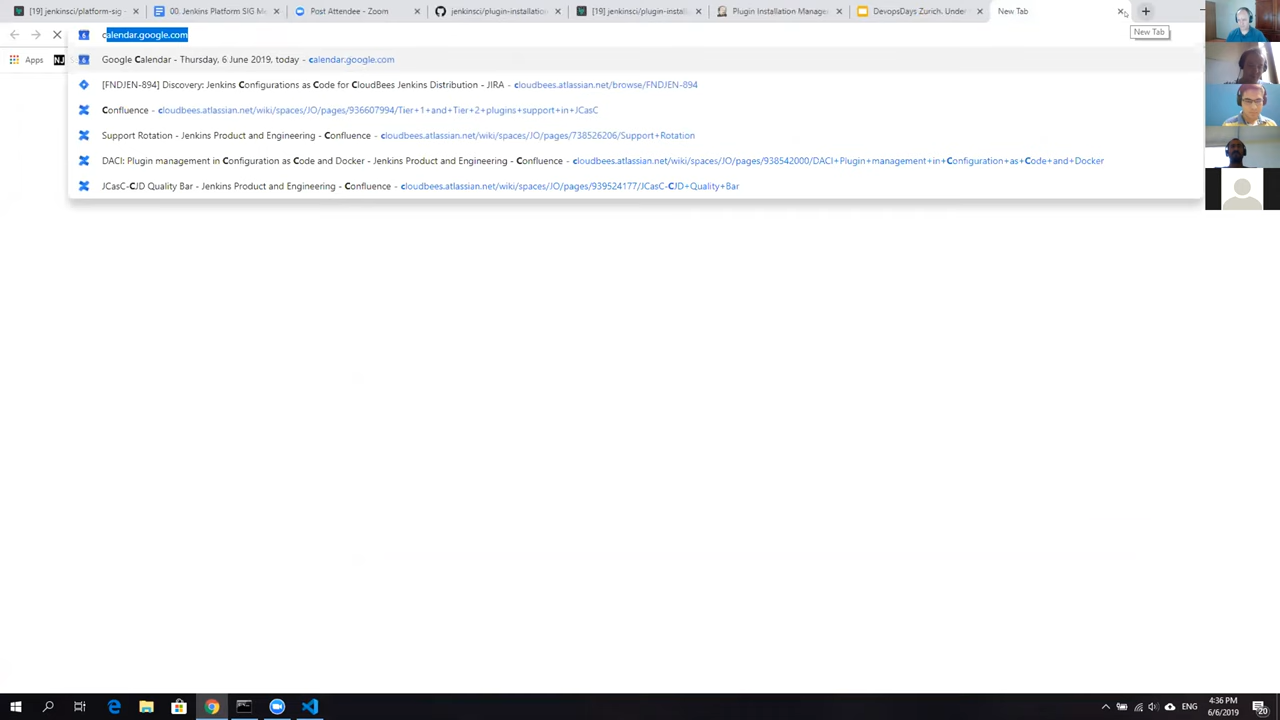 [19] jenkinsci/platform-sig -
00. Jenkins Platform SIG M
Post Attendee - Zoom
jenkinsci/plugin-installation
[19] jenkinsci/plugin-install
Plugin Installation Manage
DevopsDays Zurich. Under
New Tab
calendar.google.com
New Tab
Apps
Google Calendar - Thursday, 6 June 2019, today - calendar.google.com
[FNDJEN-894] Discovery: Jenkins Configurations as Code for CloudBees Jenkins Distribution - JIRA - cloudbees.atlassian.net/browse/FNDJEN-894
Confluence - cloudbees.atlassian.net/wiki/spaces/JO/pages/936607994/Tier+1+and+Tier+2+plugins+support+in+JCasC
Support Rotation - Jenkins Product and Engineering - Confluence - cloudbees.atlassian.net/wiki/spaces/JO/pages/738526206/Support+Rotation
DACI: Plugin management in Configuration as Code and Docker - Jenkins Product and Engineering - Confluence - cloudbees.atlassian.net/wiki/spaces/JO/pages/938542000/DACI+Plugin+management+in+Configuration+as+Code+and+Docker
JCasC-CJD Quality Bar - Jenkins Product and Engineering - Confluence - cloudbees.atlassian.net/wiki/spaces/JO/pages/939524177/JCasC-CJD+Quality+Bar
ENG
4:36 PM
6/6/2019
20